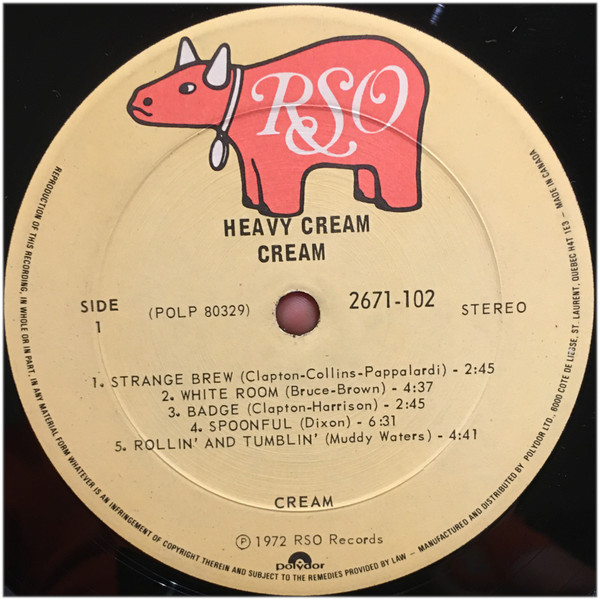 RSO
HEAVY CREAM
CREAM
SIDE
1
(POLP 80329)
2671-102
STEREO
1. STRANGE BREW (Clapton-Collins-Pappalardi) - 2:45
2. WHITE ROOM (Bruce-Brown) - 4:37
3. BADGE (Clapton-Harrison) - 2:45
4. SPOONFUL (Dixon) - 6:31
5. ROLLIN' AND TUMBLIN' (Muddy Waters) - 4:41
CREAM
Ⓟ 1972 RSO Records
polydor
REPRODUCTION OF THIS RECORDING, IN WHOLE OR IN PART, IN ANY MATERIAL FORM WHATEVER IS AN INFRINGEMENT OF COPYRIGHT THEREIN AND SUBJECT TO THE REMEDIES PROVIDED BY LAW – MANUFACTURED AND DISTRIBUTED BY POLYDOR LTD., 6000 COTE DE LIESSE, ST. LAURENT, QUEBEC H4T 1E3 – MADE IN CANADA